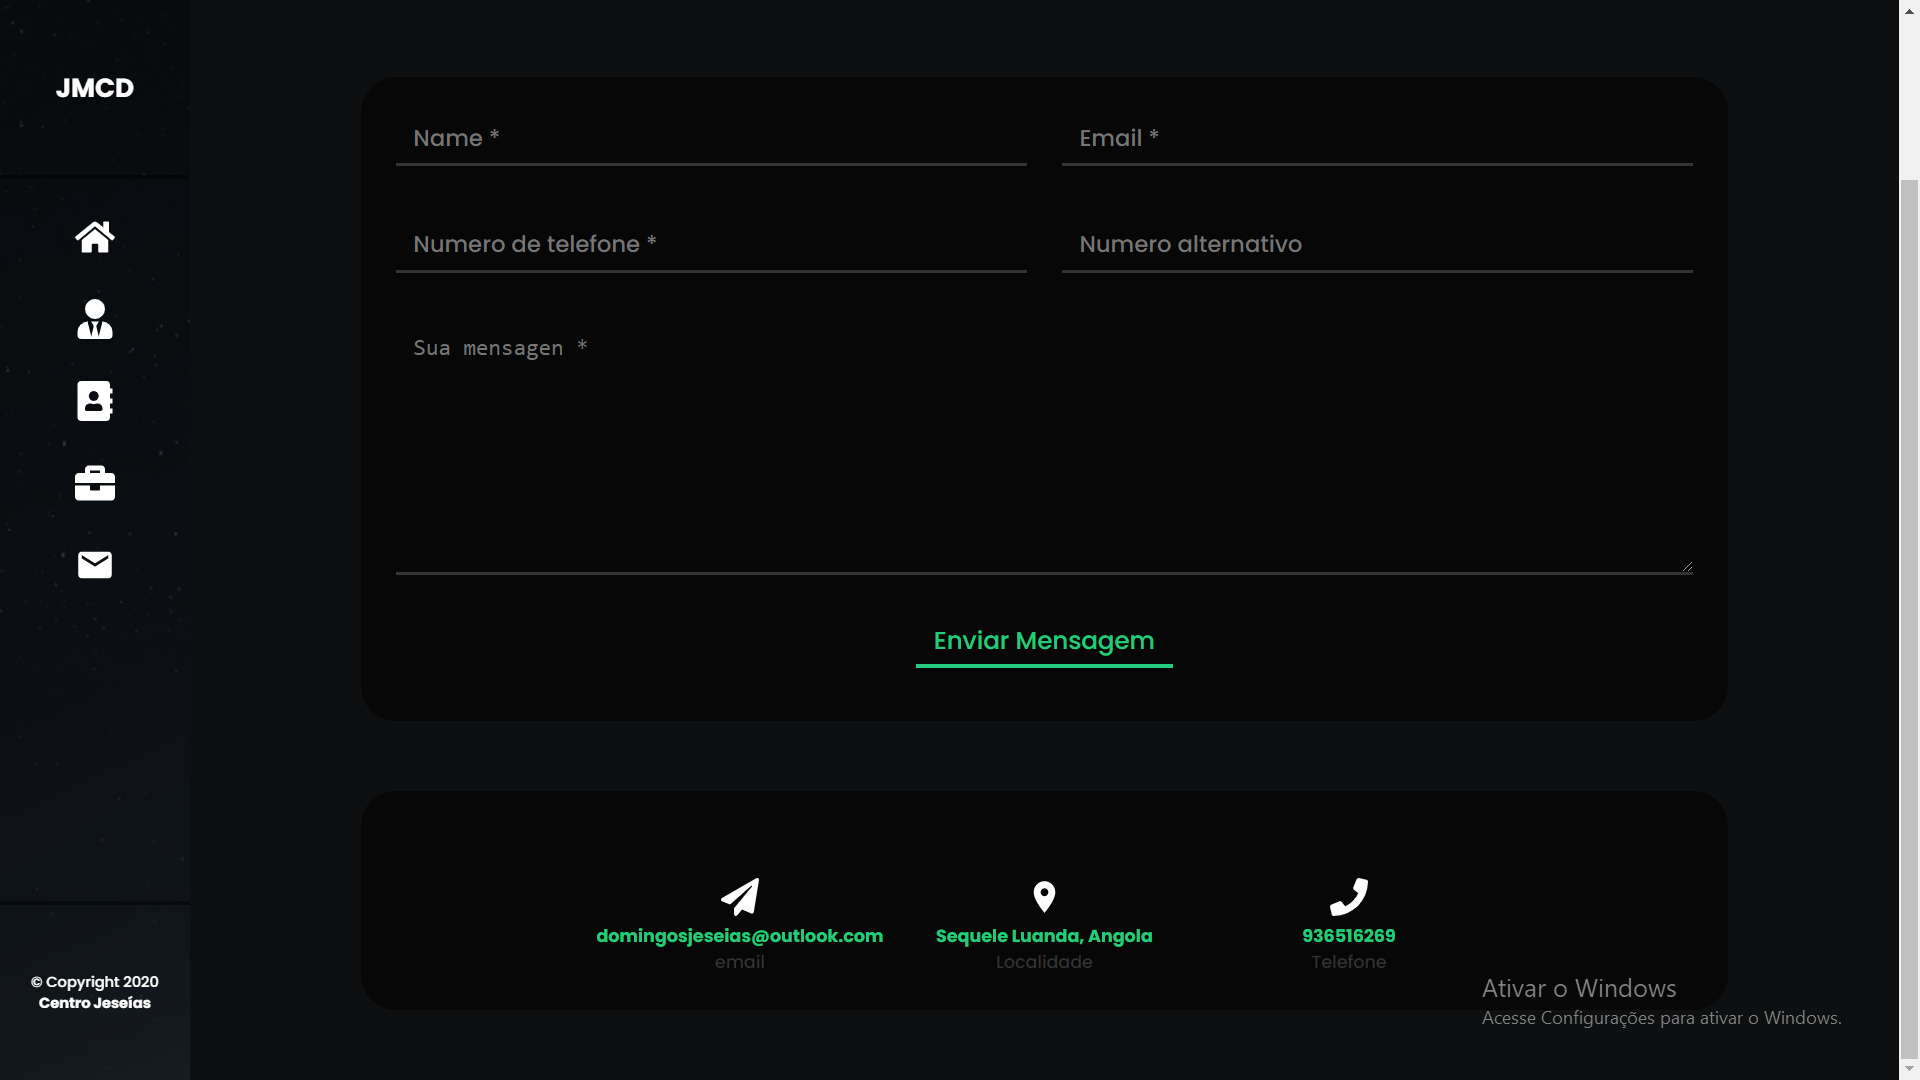 JMCD
Name *
Email *
Numero de telefone *
Numero alternativo
Sua mensagen *
Enviar Mensagem
domingosjeseias@outlook.com
email
Sequele Luanda, Angola
Localidade
936516269
Telefone
© Copyright 2020
Centro Jeseías
Ativar o Windows
Acesse Configurações para ativar o Windows.